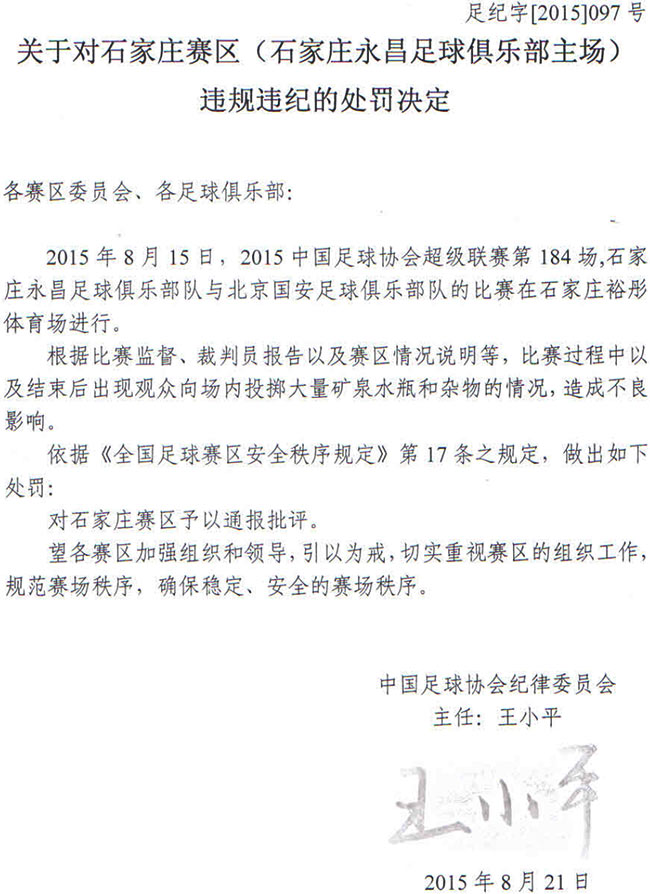 足纪字[2015]097 号
关于对石家庄赛区（石家庄永昌足球俱乐部主场）
违规违纪的处罚决定
各赛区委员会、各足球俱乐部：
2015 年 8 月 15 日，2015 中国足球协会超级联赛第 184 场,石家
庄永昌足球俱乐部队与北京国安足球俱乐部队的比赛在石家庄裕彤
体育场进行。
根据比赛监督、裁判员报告以及赛区情况说明等，比赛过程中以
及结束后出现观众向场内投掷大量矿泉水瓶和杂物的情况，造成不良
影响。
依据《全国足球赛区安全秩序规定》第 17 条之规定，做出如下
处罚：
对石家庄赛区予以通报批评。
望各赛区加强组织和领导，引以为戒，切实重视赛区的组织工作，
规范赛场秩序，确保稳定、安全的赛场秩序。
中国足球协会纪律委员会
主任：王小平
王小平
2015 年 8 月 21 日